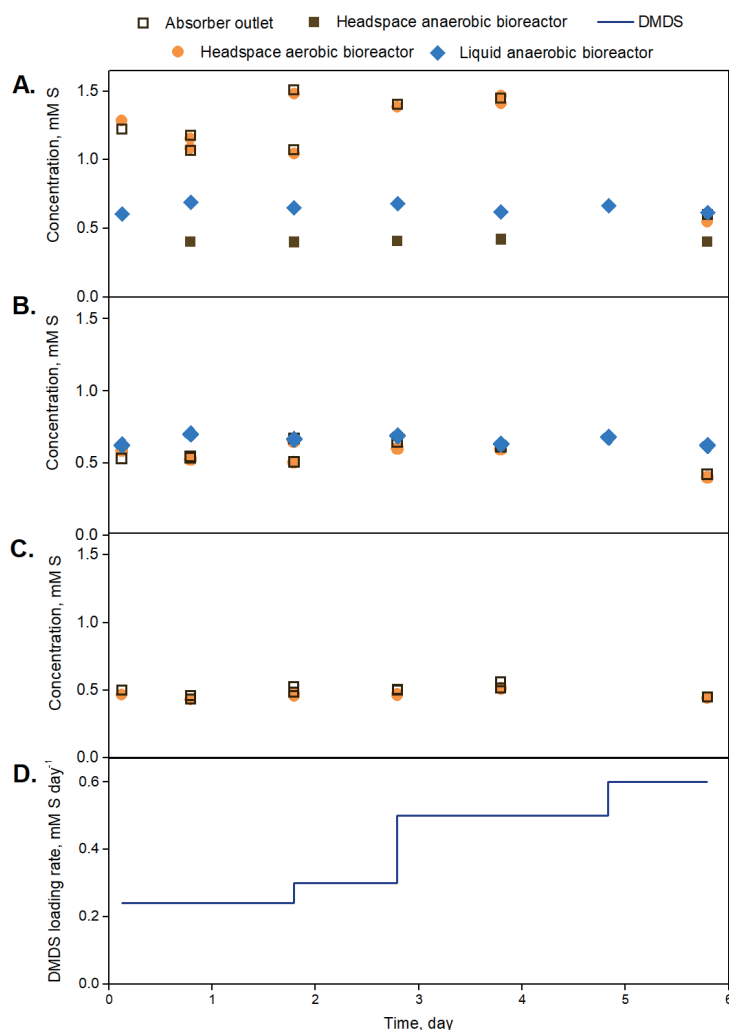 Absorber outlet Headspace anaerobic bioreactor DMDS
Headspace aerobic bioreactor Liquid anaerobic bioreactor
A.
Concentration, mM S
1.5
1.0
0.5
0.0
B.
Concentration, mM S
1.5
1.0
0.5
0.0
C.
Concentration, mM S
1.5
1.0
0.5
0.0
D.
DMDS loading rate, mM S day⁻¹
0.6
0.4
0.2
0.0
0 1 2 3 4 5 6
Time, day